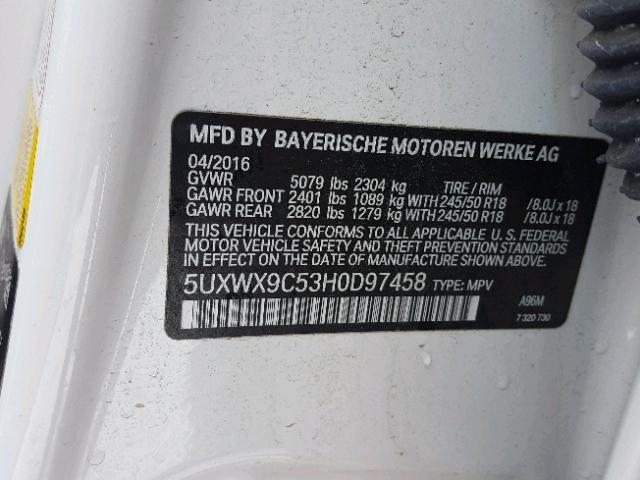 MFD BY BAYERISCHE MOTOREN WERKE AG
04/2016
GVWR 5079 lbs 2304 kg TIRE / RIM
GAWR FRONT 2401 lbs 1089 kg WITH 245/50 R18 /8.0J x 18
GAWR REAR 2820 lbs 1279 kg WITH 245/50 R18 /8.0J x 18
THIS VEHICLE CONFORMS TO ALL APPLICABLE U. S. FEDERAL
MOTOR VEHICLE SAFETY AND THEFT PREVENTION STANDARDS
IN EFFECT ON THE DATE OF MANUFACTURE SHOWN ABOVE.
5UXWX9C53H0D97458 TYPE: MPV
A96M
7 320 730